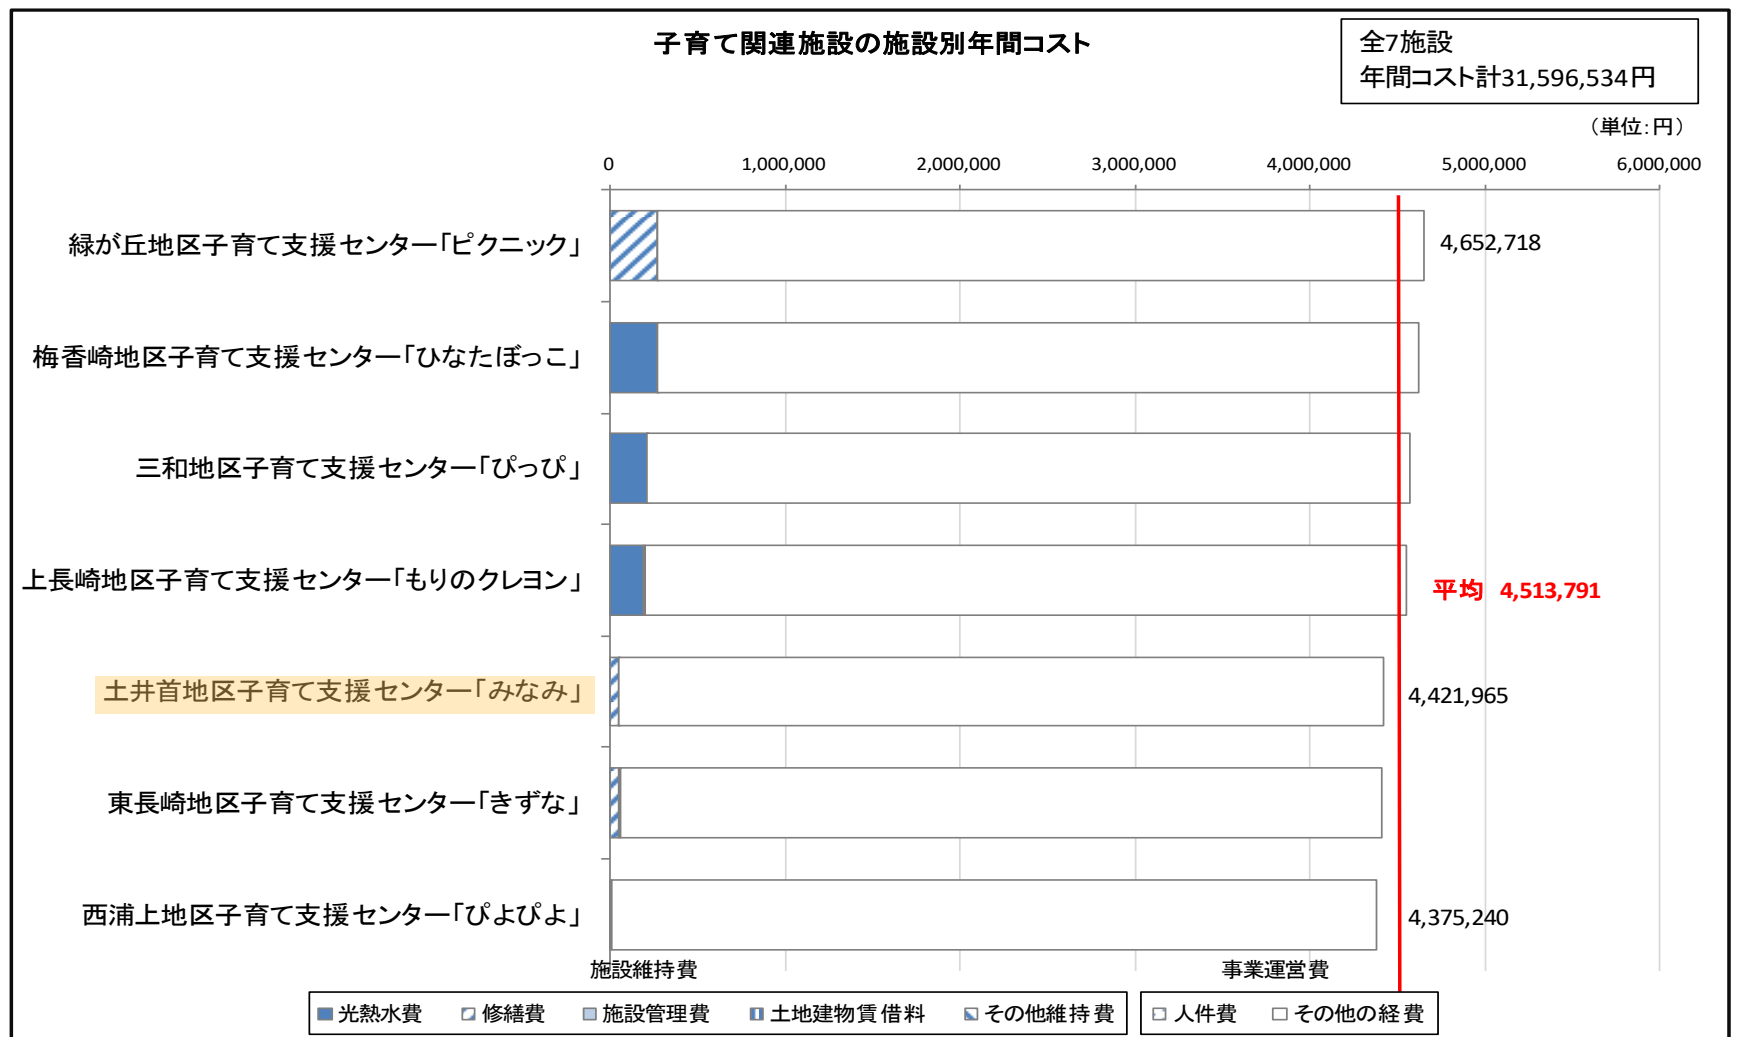 子育て関連施設の施設別年間コスト
全7施設
年間コスト計31,596,534円
（単位:円）
0 1,000,000 2,000,000 3,000,000 4,000,000 5,000,000 6,000,000
緑が丘地区子育て支援センター「ピクニック」 4,652,718
梅香崎地区子育て支援センター「ひなたぼっこ」
三和地区子育て支援センター「ぴっぴ」
上長崎地区子育て支援センター「もりのクレヨン」
平均 4,513,791
土井首地区子育て支援センター「みなみ」 4,421,965
東長崎地区子育て支援センター「きずな」
西浦上地区子育て支援センター「ぴよぴよ」 4,375,240
施設維持費 事業運営費
光熱水費 修繕費 施設管理費 土地建物賃借料 その他維持費 人件費 その他の経費